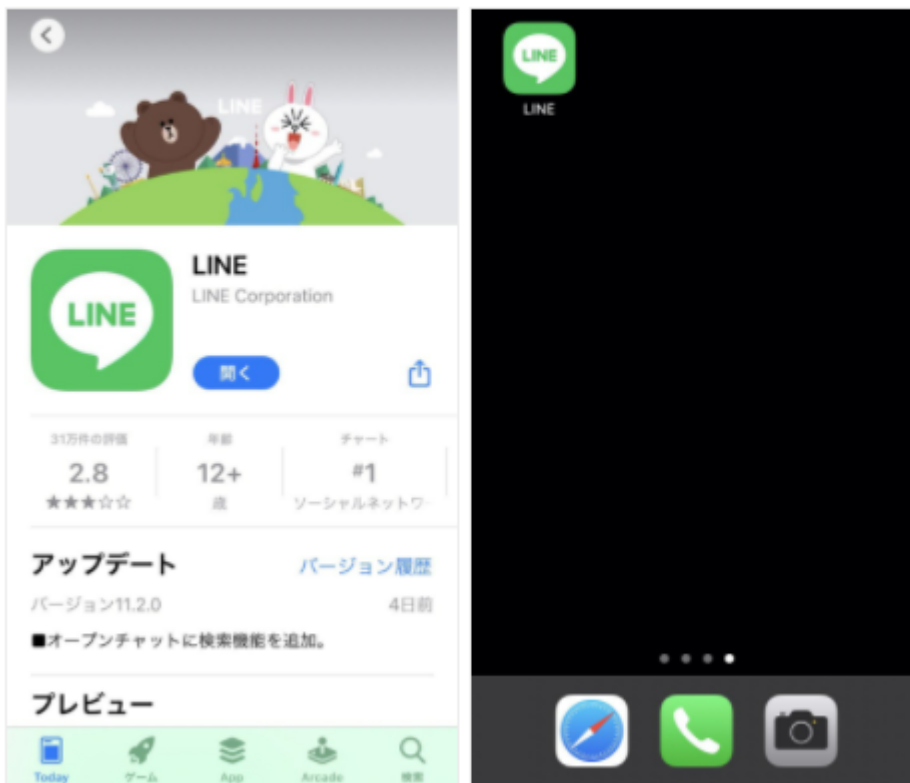 LINE
LINE
LINE Corporation
LINE
開く
31万件の評価
年齢
チャート
2.8
12+
#1
★★★☆☆
歳
ソーシャルネットワ
アップデート
バージョン履歴
バージョン11.2.0
4日前
■オープンチャットに検索機能を追加。
プレビュー
Today
ゲーム
App
Arcade
検索
LINE
LINE